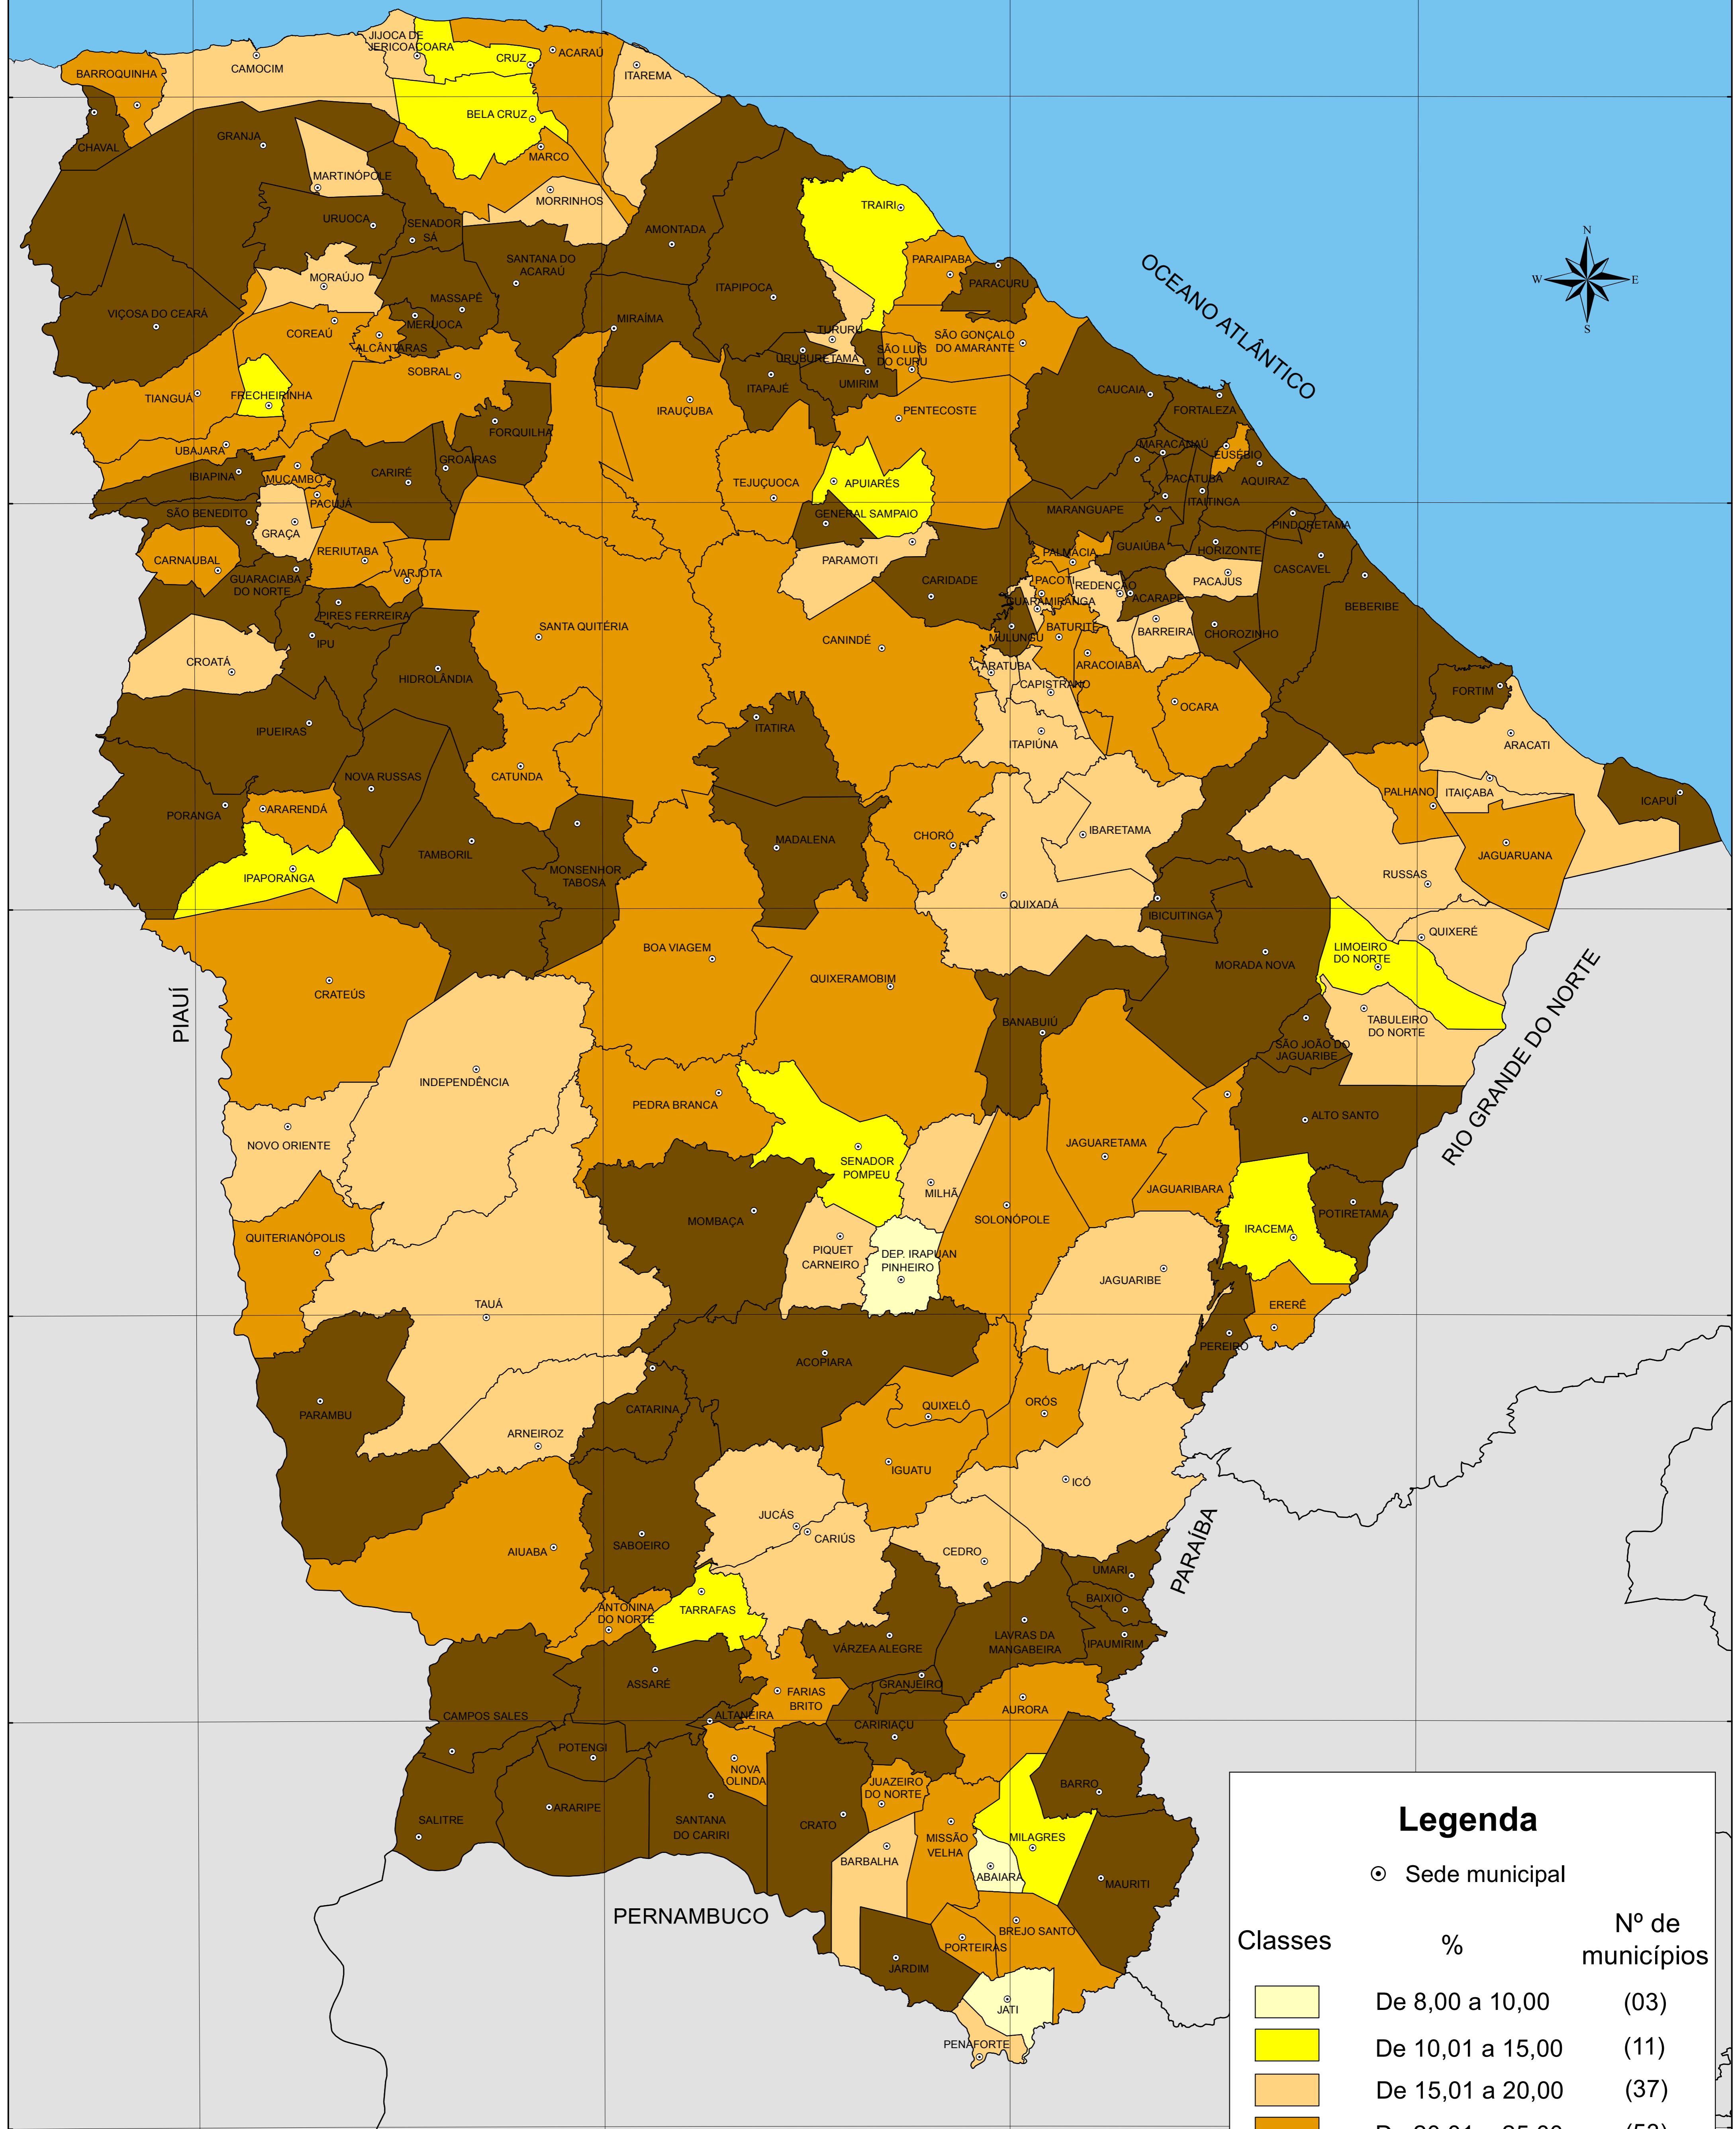 JIJOCA DE
JERICOACOARA
CRUZ
ACARAÚ
BARROQUINHA
CAMOCIM
ITAREMA
BELA CRUZ
CHAVAL
GRANJA
MARCO
MARTINÓPOLE
MORRINHOS
TRAIRI
URUOCA
SENADOR
SÁ
AMONTADA
N
W
E
S
SANTANA DO
ACARAÚ
PARAIPABA
PARACURU
OCEANO ATLÂNTICO
MORAÚJO
MASSAPÊ
ITAPIPOCA
VIÇOSA DO CEARÁ
MERUOCA
MIRAÍMA
COREAÚ
TURURU
SÃO GONÇALO
DO AMARANTE
ALCÂNTARAS
URUBURETAMA
SÃO LUIS
DO CURU
SOBRAL
ITAPAJÉ
UMIRIM
CAUCAIA
TIANGUÁ
FRECHEIRINHA
IRAUÇUBA
PENTECOSTE
FORTALEZA
FORQUILHA
UBAJARA
MARACANAÚ
EUSÉBIO
IBIAPINA
MUCAMBO
CARIRÉ
GROAÍRAS
TEJUÇUOCA
APUIARÉS
PACATUBA
AQUIRAZ
PACUJÁ
ITAITINGA
SÃO BENEDITO
GENERAL SAMPAIO
MARANGUAPE
PINDORETAMA
GRAÇA
RERIUTABA
PALMÁCIA
GUAIÚBA
HORIZONTE
CARNAUBAL
VARJOTA
PARAMOTI
CASCAVEL
GUARACIABA
DO NORTE
CARIDADE
PACOTI
REDENÇÃO
PACAJUS
ACARAPE
GUARAMIRANGA
BEBERIBE
PIRES FERREIRA
SANTA QUITÉRIA
BATURITÉ
BARREIRA
CHOROZINHO
IPU
CANINDÉ
MULUNGU
CROATÁ
HIDROLÂNDIA
ARATUBA
ARACOIABA
CAPISTRANO
FORTIM
OCARA
IPUEIRAS
ITATIRA
ITAPIÚNA
ARACATI
NOVA RUSSAS
CATUNDA
PALHANO
ITAIÇABA
ICAPUÍ
PORANGA
ARARENDÁ
CHORÓ
IBARETAMA
MADALENA
TAMBORIL
JAGUARUANA
MONSENHOR
TABOSA
IPAPORANGA
RUSSAS
QUIXADÁ
IBICUITINGA
QUIXERÉ
BOA VIAGEM
LIMOEIRO
DO NORTE
MORADA NOVA
QUIXERAMOBIM
CRATEÚS
PIAUÍ
BANABUIÚ
TABULEIRO
DO NORTE
SÃO JOÃO DO
JAGUARIBE
RIO GRANDE DO NORTE
INDEPENDÊNCIA
PEDRA BRANCA
ALTO SANTO
NOVO ORIENTE
JAGUARETAMA
SENADOR
POMPEU
JAGUARIBARA
MILHÃ
POTIRETAMA
MOMBAÇA
SOLONÓPOLE
IRACEMA
QUITERIANÓPOLIS
PIQUET
CARNEIRO
DEP. IRAPUAN
PINHEIRO
JAGUARIBE
TAUÁ
ERERÊ
PEREIRO
ACOPIARA
PARAMBU
CATARINA
QUIXELÔ
ORÓS
ARNEIROZ
IGUATU
ICÓ
JUCÁS
CARIÚS
PARAÍBA
AIUABA
SABOEIRO
CEDRO
UMARI
ANTONINA
DO NORTE
TARRAFAS
BAIXIO
VÁRZEA ALEGRE
LAVRAS DA
MANGABEIRA
IPAUMIRIM
ASSARÉ
GRANJEIRO
FARIAS
BRITO
AURORA
CAMPOS SALES
ALTANEIRA
CARIRIAÇU
POTENGI
NOVA
OLINDA
JUAZEIRO
DO NORTE
BARRO
ARARIPE
SALITRE
SANTANA
DO CARIRI
CRATO
MISSÃO
VELHA
MILAGRES
BARBALHA
ABAIARA
MAURITI
PERNAMBUCO
BREJO SANTO
PORTEIRAS
JARDIM
JATI
PENAFORTE
Legenda
Sede municipal
Classes % Nº de
municípios
De 8,00 a 10,00 (03)
De 10,01 a 15,00 (11)
De 15,01 a 20,00 (37)